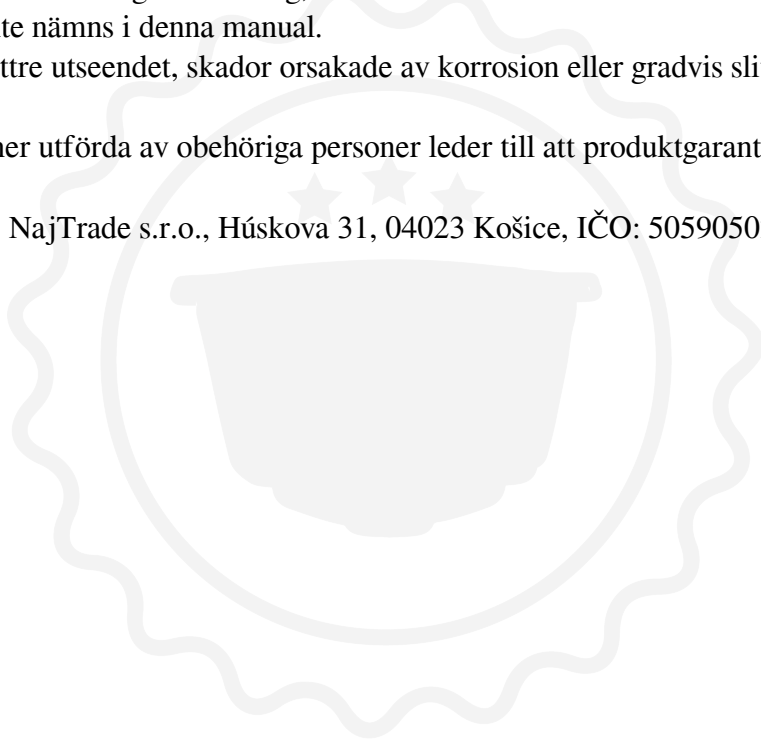 te nämns i denna manual.
ttre utseendet, skador orsakade av korrosion eller gradvis sli
er utförda av obehöriga personer leder till att produktgarant
NajTrade s.r.o., Húskova 31, 04023 Košice, IČO: 5059050